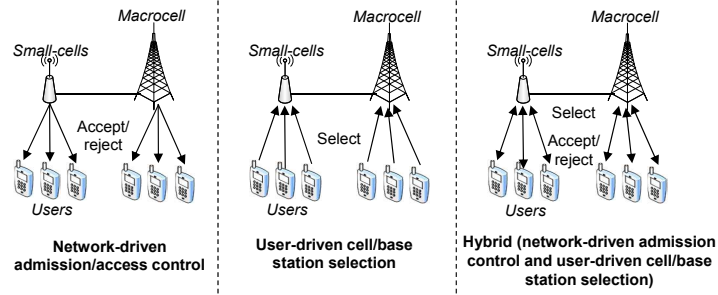 Macrocell
Small-cells
Accept/
reject
Users
Network-driven
admission/access control
Macrocell
Small-cells
Select
Users
User-driven cell/base
station selection
Macrocell
Small-cells
Select
Accept/
reject
Users
Hybrid (network-driven admission
control and user-driven cell/base
station selection)